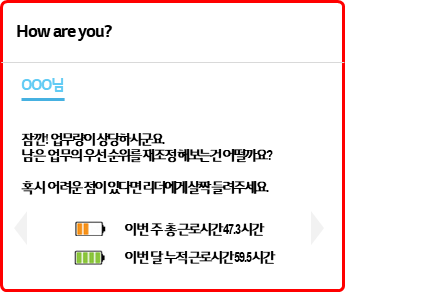 How are you?
OOO님
잠깐! 업무량이 상당하시군요.
남은 업무의 우선 순위를 재조정 해보는건 어떨까요?
혹시 어려운 점이 있다면 리더에게 살짝 들려주세요.
이번 주 총 근로시간 47.3시간
이번 달 누적 근로시간 59.5시간